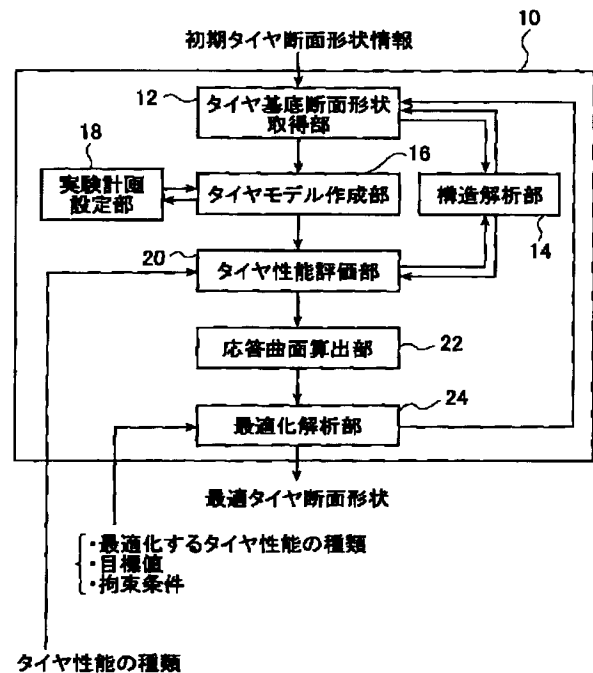 初期タイヤ断面形状情報
10
12
タイヤ基底断面形状
取得部
18
実験計画
設定部
16
タイヤモデル作成部
構造解析部
14
20
タイヤ性能評価部
応答曲面算出部
22
24
最適化解析部
最適タイヤ断面形状
・最適化するタイヤ性能の種類
・目標値
・拘束条件
タイヤ性能の種類